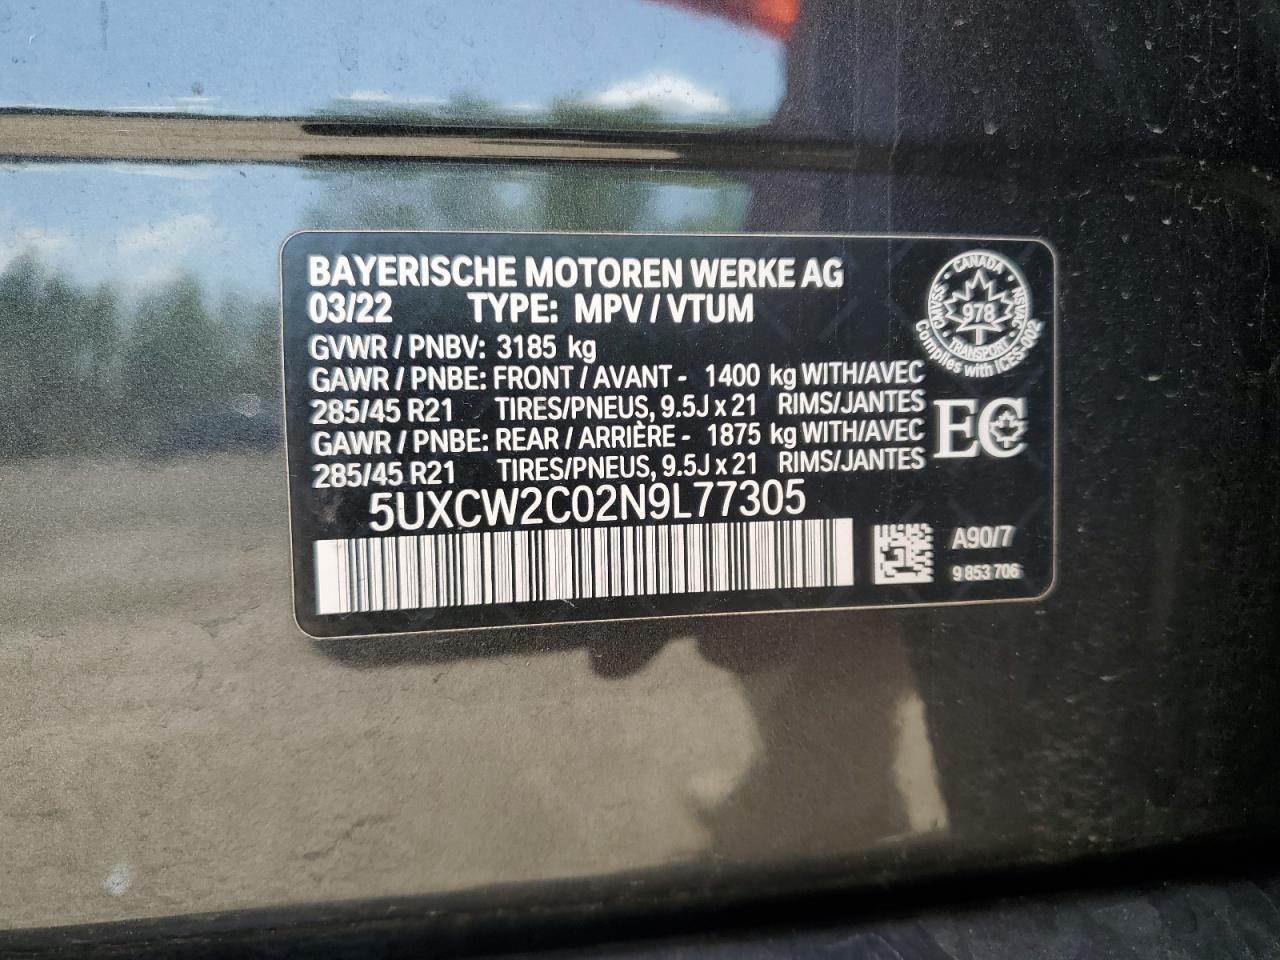 BAYERISCHE MOTOREN WERKE AG
03/22 TYPE: MPV / VTUM
GVWR / PNBV: 3185 kg
GAWR / PNBE: FRONT / AVANT - 1400 kg WITH/AVEC
285/45 R21 TIRES/PNEUS, 9.5J x 21 RIMS/JANTES
GAWR / PNBE: REAR / ARRIÈRE - 1875 kg WITH/AVEC
285/45 R21 TIRES/PNEUS, 9.5J x 21 RIMS/JANTES
5UXCW2C02N9L77305
CANADA
CMVSS
NSVAC
978
TRANSPORT
Complies with ICES-002
EC
A90/7
9 853 706